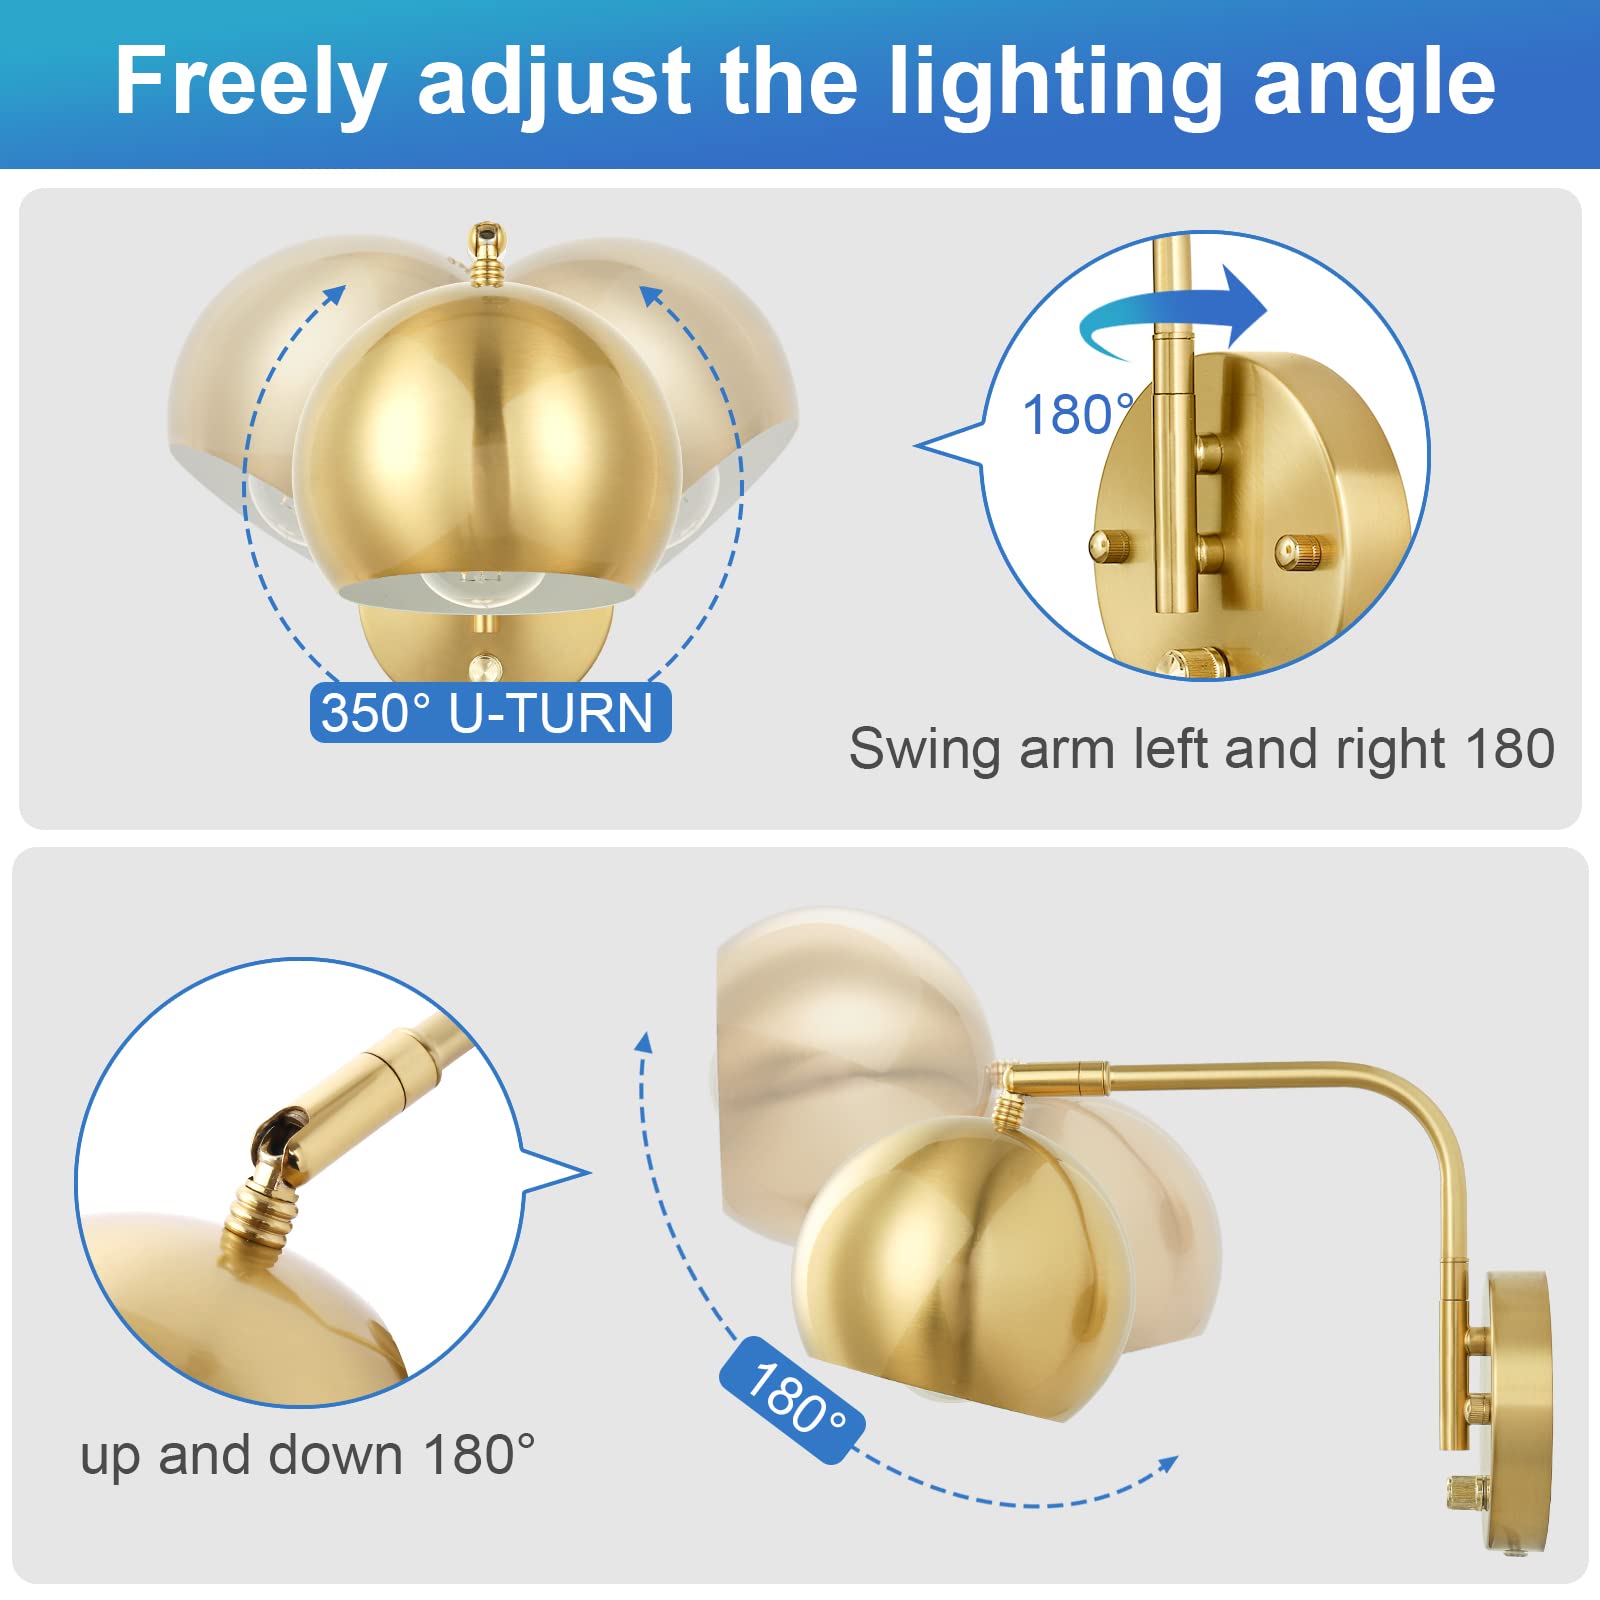 Freely adjust the lighting angle
180°
350° U-TURN
Swing arm left and right 180
180°
up and down 180°